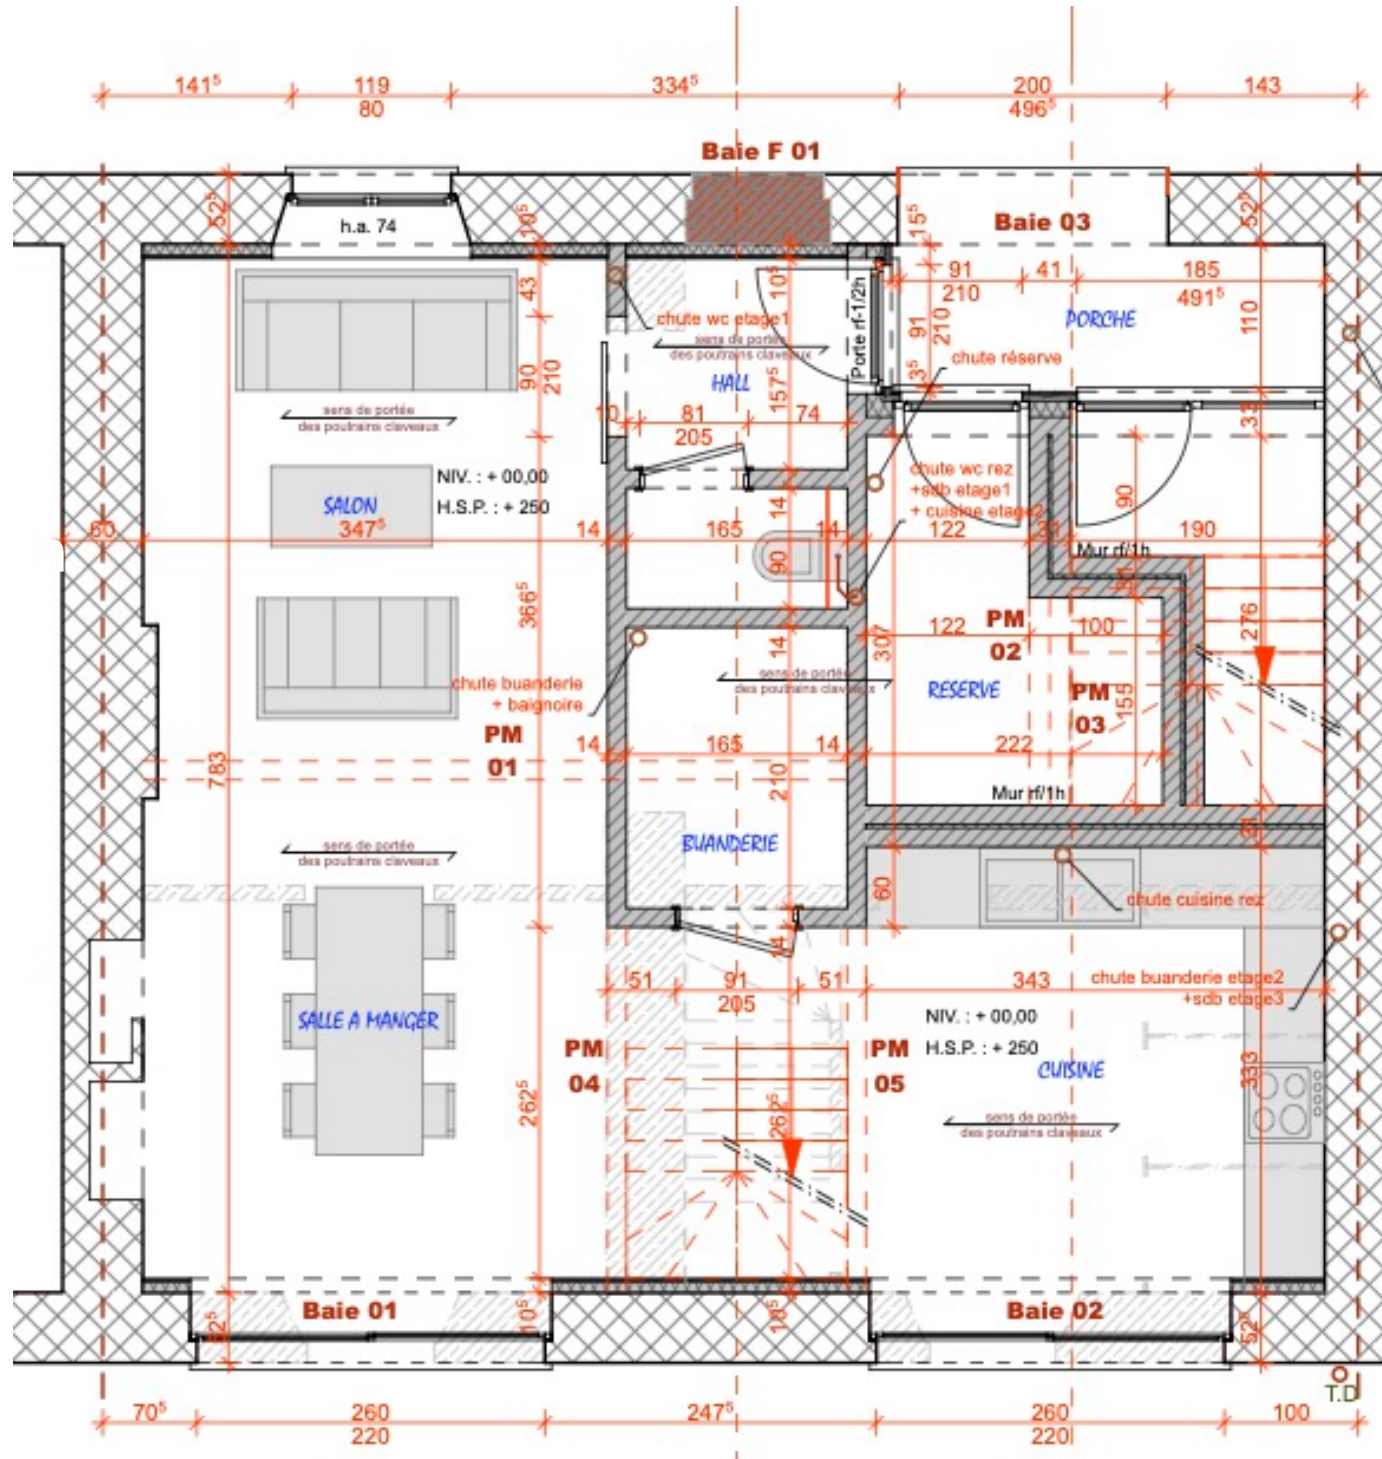 141⁵ 119 334⁵ 200 143
80 496⁵
Baie F 01
52⁵ 10⁵ 15⁵ 52⁵
h.a. 74
Baie 03
43
10⁵
91 41 185
210 491⁵
Porte rf-1/2h
chute wc etage1
PORCHE
110
91
210
sens de portée
des poutrains claveaux
chute réserve
90
210
HALL
157⁵
3⁵
sens de portée
des poutrains claveaux
10 81 74
205
33
NIV. : + 00,00
chute wc rez
+sdb etage1
+ cuisine etage2
SALON
H.S.P. : + 250
14
90
60 347⁵ 14 165 14 122 31 190
Mur rf/1h
90
31
366⁵
PM
02
307
122 100
276
14
sens de portée
des poutrains claveaux
chute buanderie
+ baignoire
RESERVE
PM
03
155
PM
01
14 165 14 222
783
210
Mur rf/1h
31
BUANDERIE
sens de portée
des poutrains claveaux
60
chute cuisine rez
14
51 91 51 343
205
chute buanderie etage2
+sdb etage3
SALLE A MANGER
NIV. : + 00,00
H.S.P. : + 250
PM
04
PM
05
CUISINE
333
262⁵
262⁵
sens de portée
des poutrains claveaux
Baie 01
Baie 02
52⁵ 10⁵ 10⁵ 52⁵
T.D
70⁵ 260 247⁵ 260 100
220 220